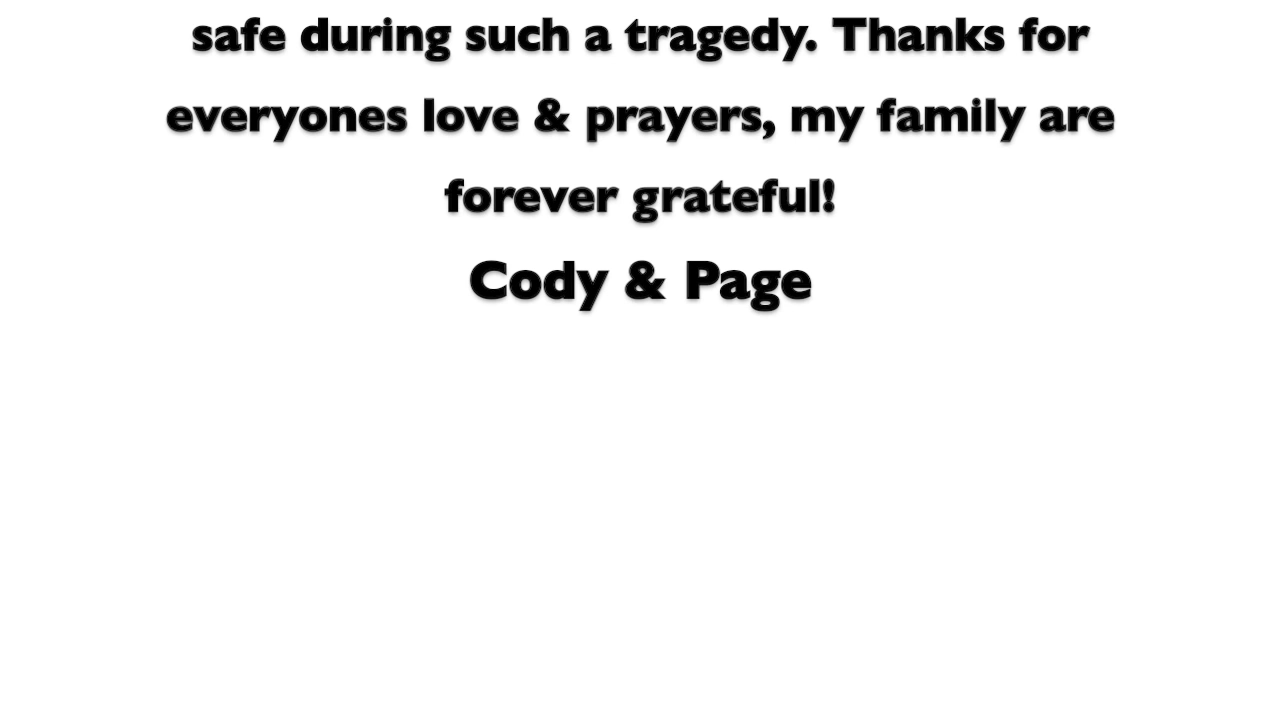 safe during such a tragedy. Thanks for
everyones love & prayers, my family are
forever grateful!
Cody & Page